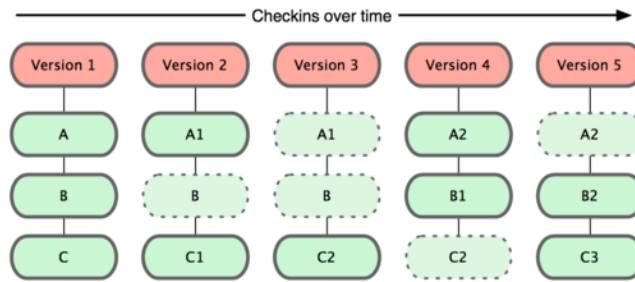 Checkins over time
Version 1 Version 2 Version 3 Version 4 Version 5
A A1 A1 A2 A2
B B B B1 B2
C C1 C2 C2 C3